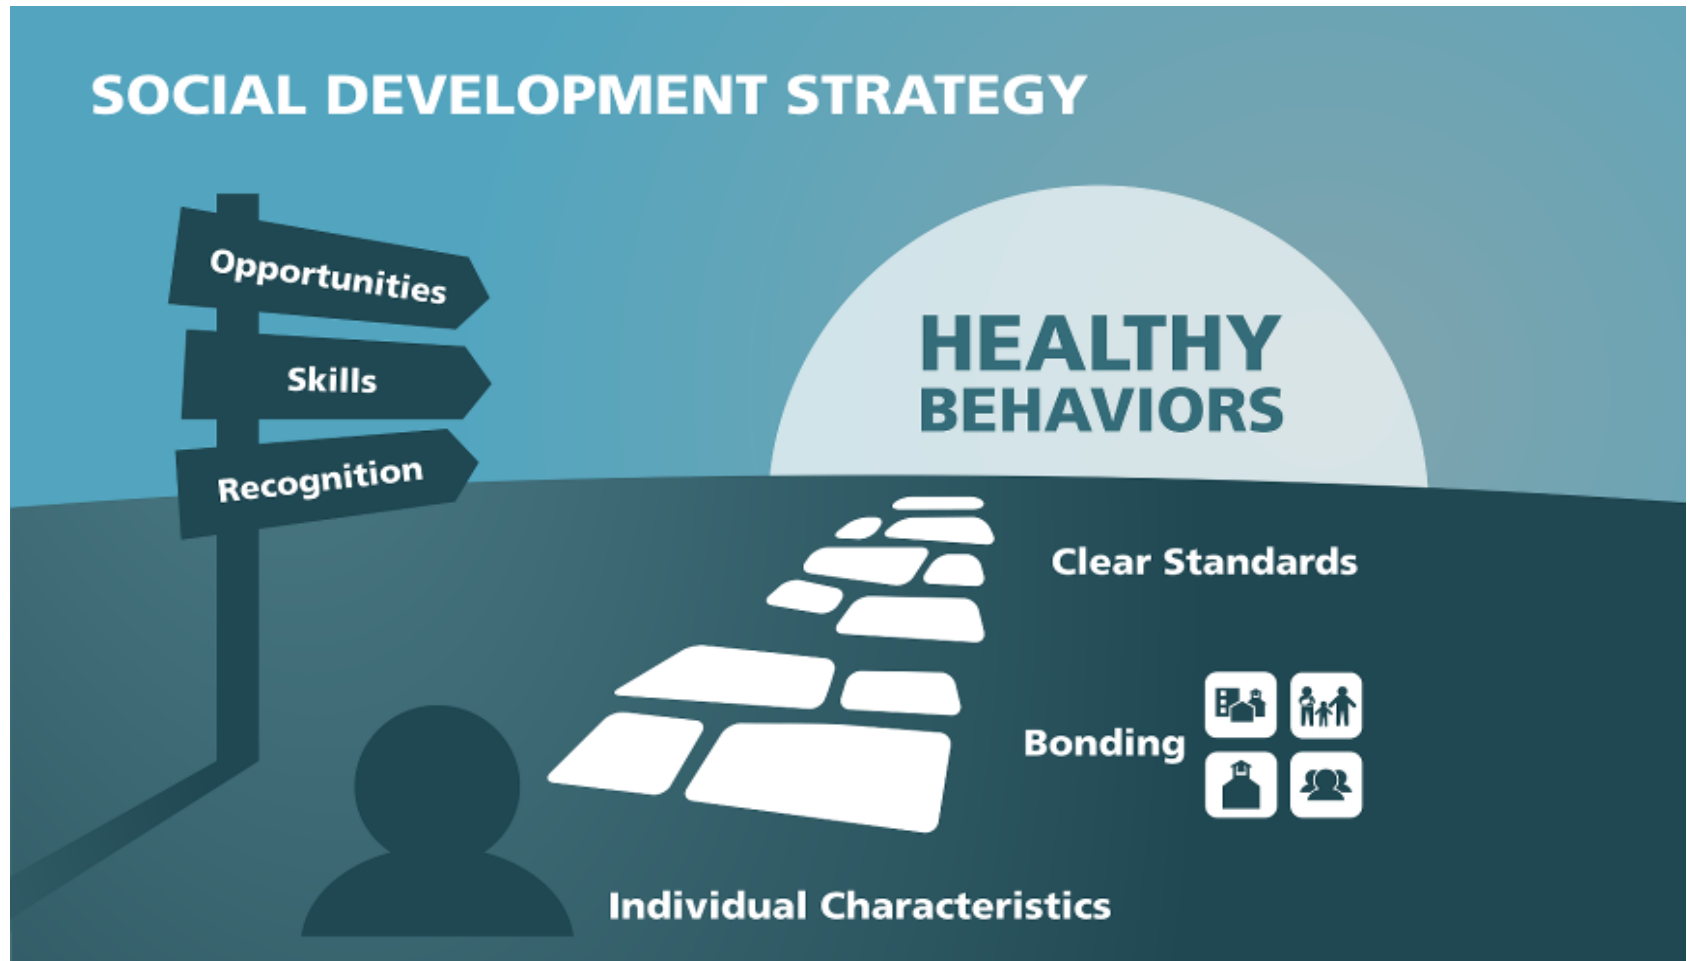 SOCIAL DEVELOPMENT STRATEGY
Opportunities
Skills
Recognition
HEALTHY
BEHAVIORS
Clear Standards
Bonding
Individual Characteristics